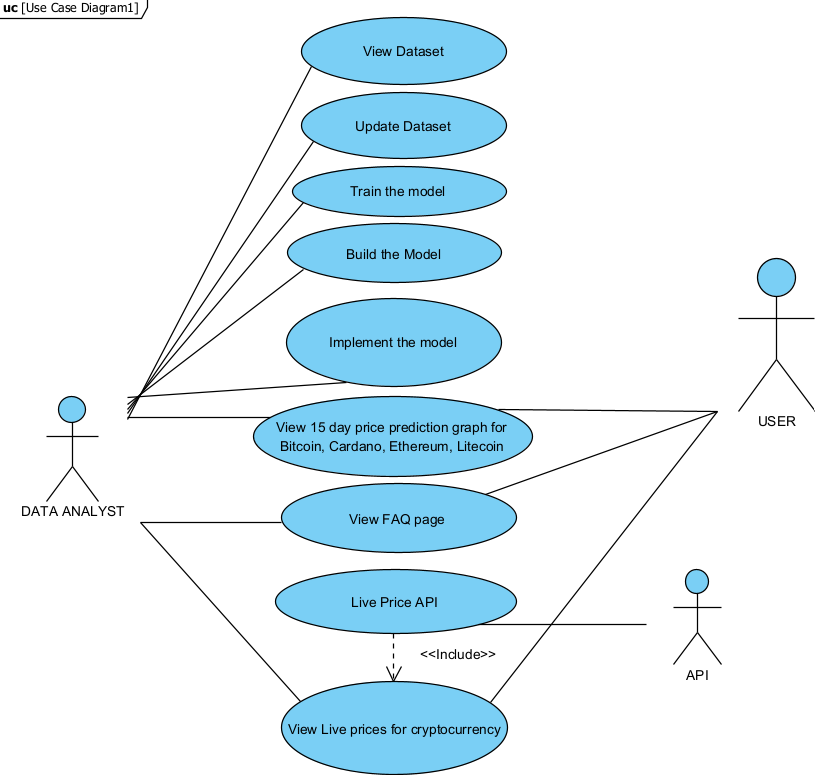 uc [Use Case Diagram1]
View Dataset
Update Dataset
Train the model
Build the Model
Implement the model
View 15 day price prediction graph for
Bitcoin, Cardano, Ethereum, Litecoin
USER
DATA ANALYST
View FAQ page
Live Price API
<<Include>>
API
View Live prices for cryptocurrency